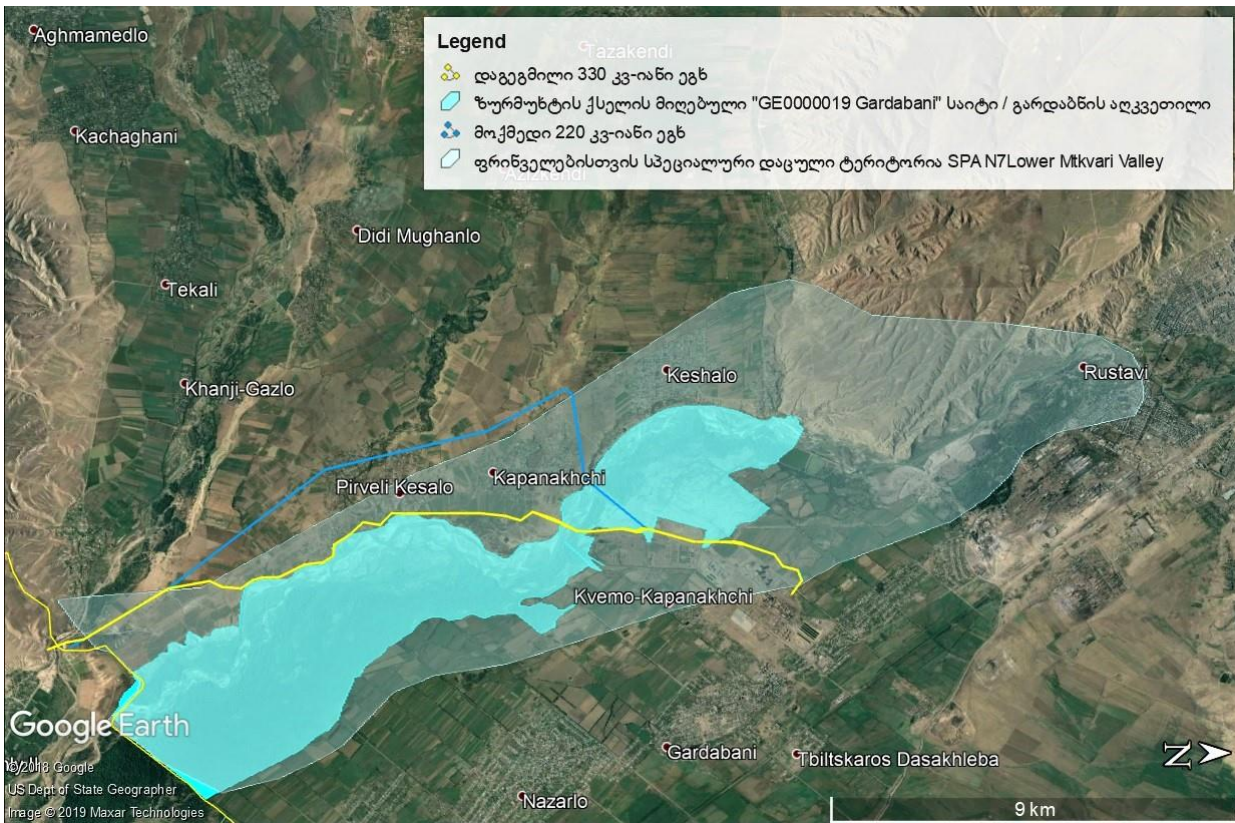 Aghmamedlo
Legend
Tazakendi
დაგეგმილი 330 კვ-იანი ეგხ
ზურმუხტის ქსელის მიღებული "GE0000019 Gardabani" საიტი / გარდაბნის აღკვეთილი
Kachaghani
მოქმედი 220 კვ-იანი ეგხ
ფრინველებისთვის სპეციალური დაცული ტერიტორია SPA N7Lower Mtkvari Valley
Azizkendi
Didi Mughanlo
Tekali
Keshalo
Rustavi
Khanji-Gazlo
Kapanakhchi
Pirveli Kesalo
Kvemo-Kapanakhchi
Google Earth
Gardabani
Tbiltskaros Dasakhleba
N
©2018 Google
US Dept of State Geographer
Nazarlo
9 km
Image © 2019 Maxar Technologies